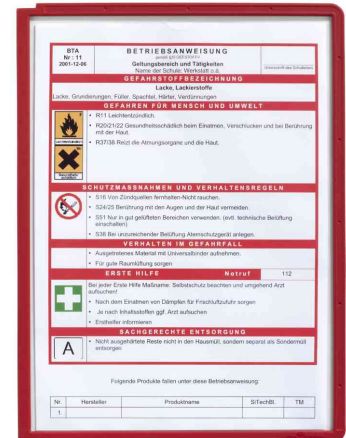 BTA
Nr : 11
2001-12-06
BETRIEBSANWEISUNG
gemäß §20 GEFSTOFFV
Geltungsbereich und Tätigkeiten
Name der Schule: Werkstatt o.ä.
Unterschrift des Schulleiters
GEFAHRSTOFFBEZEICHNUNG
Lacke, Lackierstoffe
Lacke, Grundierungen, Füller, Spachtel, Härter, Verdünnungen
GEFAHREN FÜR MENSCH UND UMWELT
• R11 Leichtentzündlich.
• R20/21/22 Gesundheitsschädlich beim Einatmen, Verschlucken und bei Berührung
mit der Haut.
• R37/38 Reizt die Atmungsorgane und die Haut.
SCHUTZMASSNAHMEN UND VERHALTENSREGELN
• S16 Von Zündquellen fernhalten-Nicht rauchen.
• S24/25 Berührung mit den Augen und der Haut vermeiden.
• S51 Nur in gut gelüfteten Bereichen verwenden. (evtl. technische Belüftung
einschalten)
• S38 Bei unzureichender Belüftung Atemschutzgerät anlegen.
VERHALTEN IM GEFAHRFALL
• Ausgetretenes Material mit Universalbinder aufnehmen.
• Für gute Raumlüftung sorgen
ERSTE HILFE Notruf 112
Bei jeder Erste Hilfe Maßname: Selbstschutz beachten und umgehend Arzt
aufsuchen!
• Nach dem Einatmen von Dämpfen für Frischluftzufuhr sorgen
• Je nach Inhaltsstoffen ggf. Arzt aufsuchen
• Ersthelfer informieren
SACHGERECHTE ENTSORGUNG
A
• Nicht ausgehärtete Reste nicht in den Hausmüll, sondern separat als Sondermüll
entsorgen
Folgende Produkte fallen unter diese Betriebsanweisung:
Nr. Hersteller Produktname SiTechBl. TM
1.